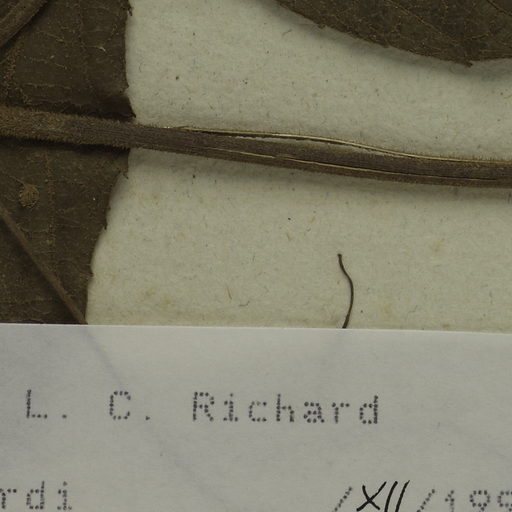 L. C. Richard
rdi /XII/199